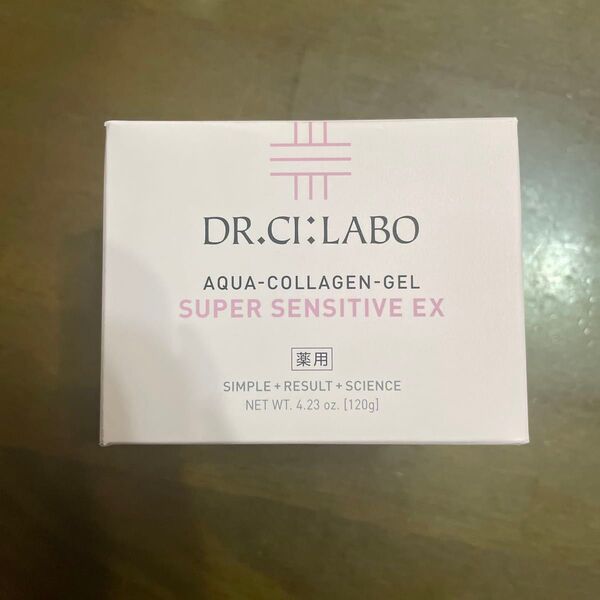 DR.CI:LABO
AQUA-COLLAGEN-GEL
SUPER SENSITIVE EX
薬用
SIMPLE+RESULT+SCIENCE
NET WT. 4.23 oz. [120g]